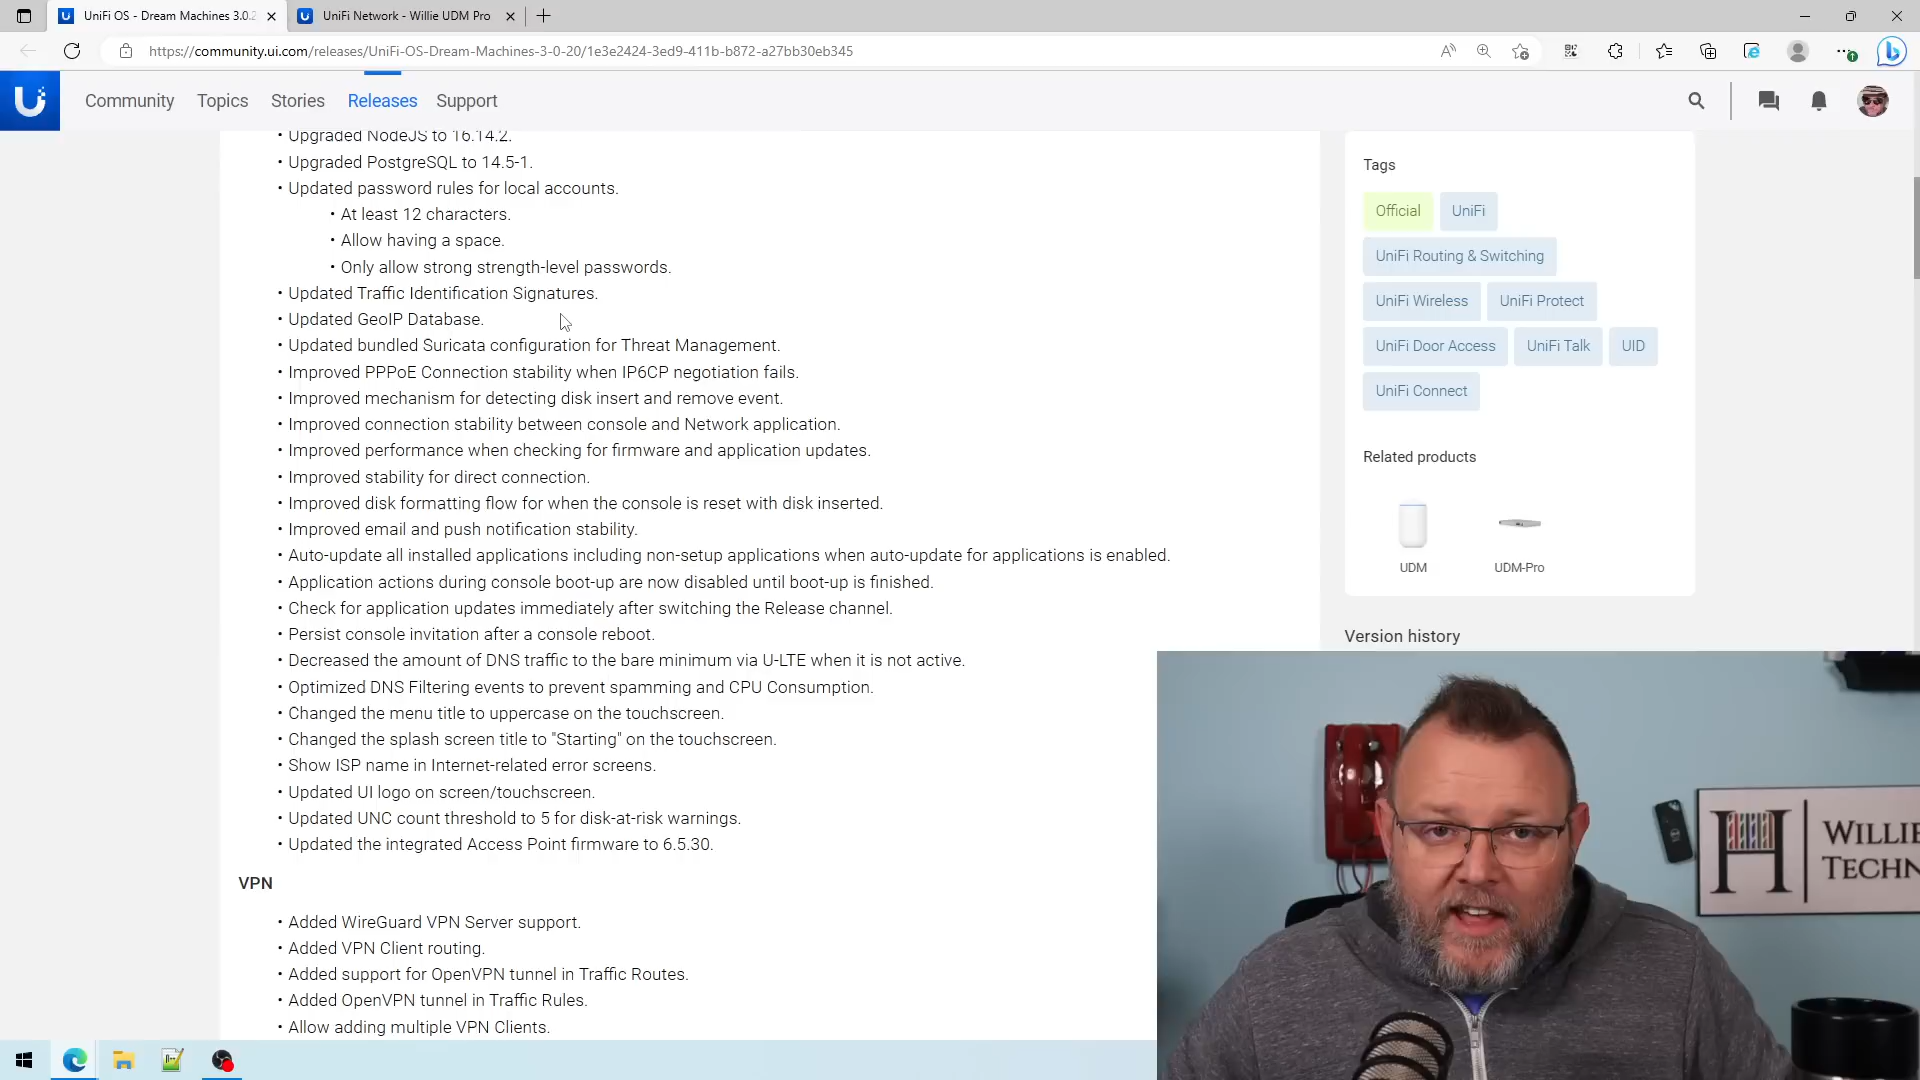 UniFi OS - Dream Machines 3.0.2
UniFi Network - Willie UDM Pro
https://community.ui.com/releases/UniFi-OS-Dream-Machines-3-0-20/1e3e2424-3ed9-411b-b872-a27bb30eb345
Community Topics Stories Releases Support
• Upgraded NodeJS to 16.14.2.
• Upgraded PostgreSQL to 14.5-1.
• Updated password rules for local accounts.
• At least 12 characters.
• Allow having a space.
• Only allow strong strength-level passwords.
• Updated Traffic Identification Signatures.
• Updated GeoIP Database.
• Updated bundled Suricata configuration for Threat Management.
• Improved PPPoE Connection stability when IP6CP negotiation fails.
• Improved mechanism for detecting disk insert and remove event.
• Improved connection stability between console and Network application.
• Improved performance when checking for firmware and application updates.
• Improved stability for direct connection.
• Improved disk formatting flow for when the console is reset with disk inserted.
• Improved email and push notification stability.
• Auto-update all installed applications including non-setup applications when auto-update for applications is enabled.
• Application actions during console boot-up are now disabled until boot-up is finished.
• Check for application updates immediately after switching the Release channel.
• Persist console invitation after a console reboot.
• Decreased the amount of DNS traffic to the bare minimum via U-LTE when it is not active.
• Optimized DNS Filtering events to prevent spamming and CPU Consumption.
• Changed the menu title to uppercase on the touchscreen.
• Changed the splash screen title to "Starting" on the touchscreen.
• Show ISP name in Internet-related error screens.
• Updated UI logo on screen/touchscreen.
• Updated UNC count threshold to 5 for disk-at-risk warnings.
• Updated the integrated Access Point firmware to 6.5.30.
VPN
• Added WireGuard VPN Server support.
• Added VPN Client routing.
• Added support for OpenVPN tunnel in Traffic Routes.
• Added OpenVPN tunnel in Traffic Rules.
• Allow adding multiple VPN Clients.
Tags
Official UniFi
UniFi Routing & Switching
UniFi Wireless UniFi Protect
UniFi Door Access UniFi Talk UID
UniFi Connect
Related products
UDM UDM-Pro
Version history
WILLIE
TECHN